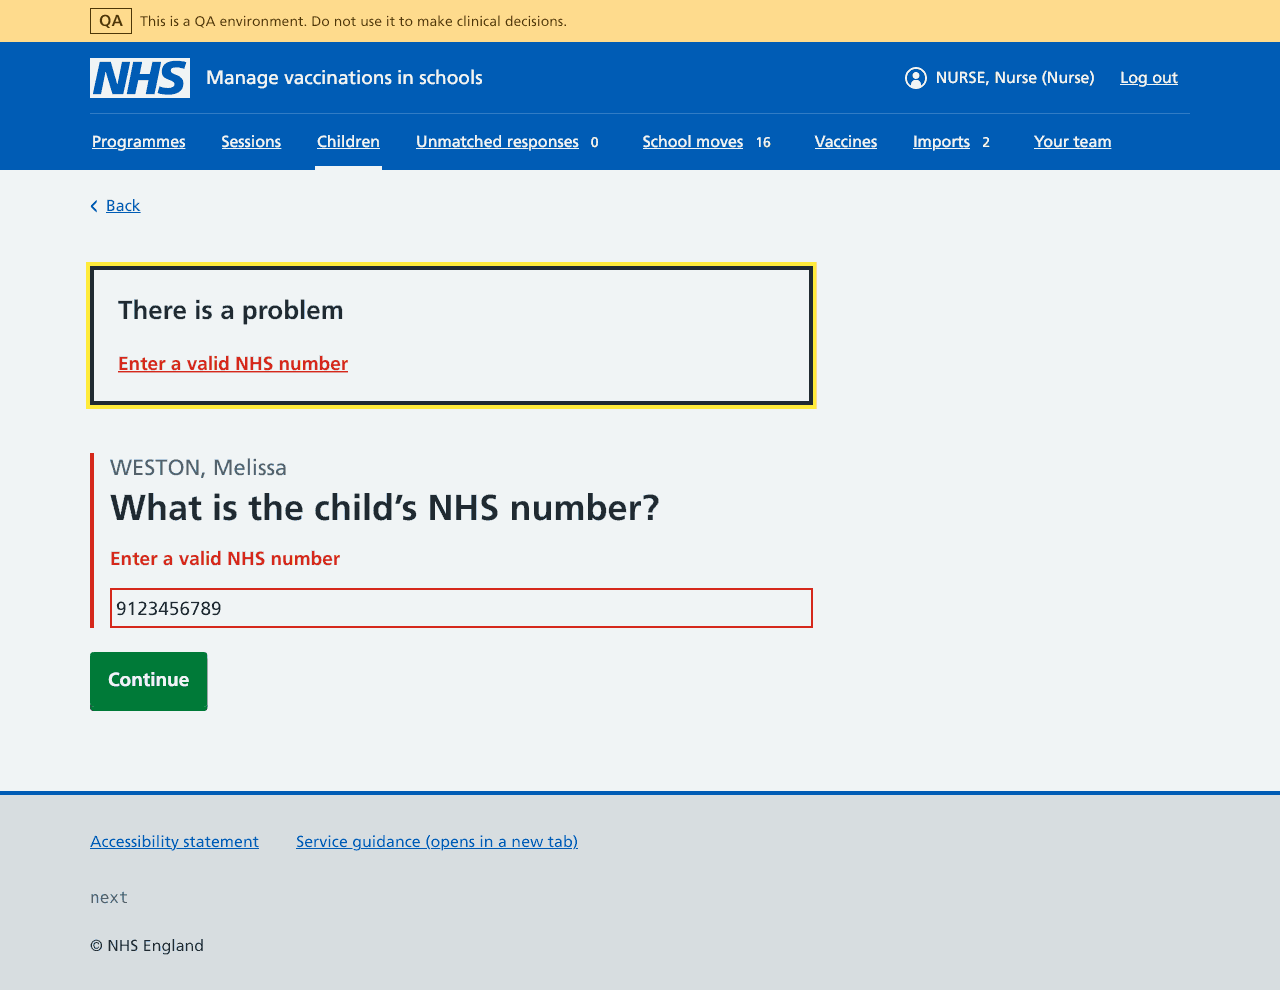 QA This is a QA environment. Do not use it to make clinical decisions.
NHS Manage vaccinations in schools NURSE, Nurse (Nurse) Log out
Programmes Sessions Children Unmatched responses 0 School moves 16 Vaccines Imports 2 Your team
Back
There is a problem
Enter a valid NHS number
WESTON, Melissa
What is the child’s NHS number?
Enter a valid NHS number
9123456789
Continue
Accessibility statement Service guidance (opens in a new tab)
next
© NHS England